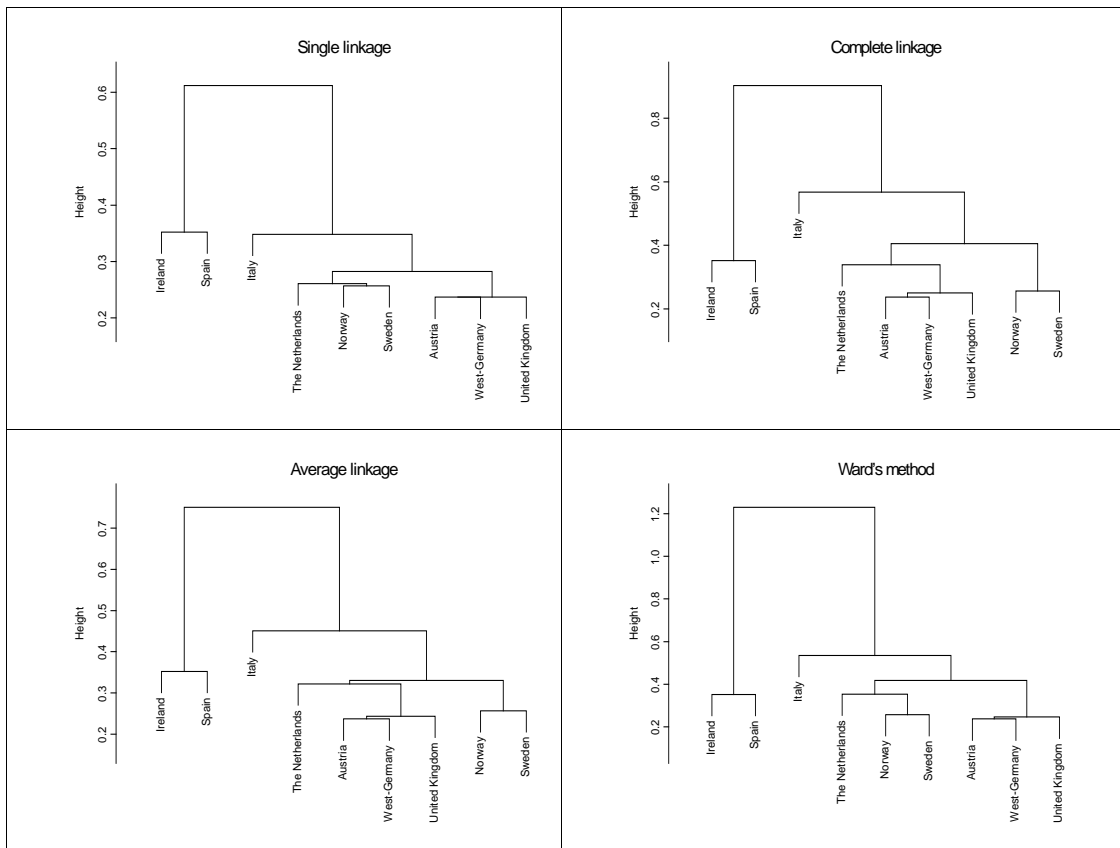 Single linkage
Height
0.2
0.3
0.4
0.5
0.6
Ireland
Spain
Italy
The Netherlands
Norway
Sweden
Austria
West-Germany
United Kingdom
Complete linkage
Height
0.2
0.4
0.6
0.8
Ireland
Spain
Italy
The Netherlands
Austria
West-Germany
United Kingdom
Norway
Sweden
Average linkage
Height
0.2
0.3
0.4
0.5
0.6
0.7
Ireland
Spain
Italy
The Netherlands
Austria
West-Germany
United Kingdom
Norway
Sweden
Ward's method
Height
0.2
0.4
0.6
0.8
1.0
1.2
Ireland
Spain
Italy
The Netherlands
Norway
Sweden
Austria
West-Germany
United Kingdom